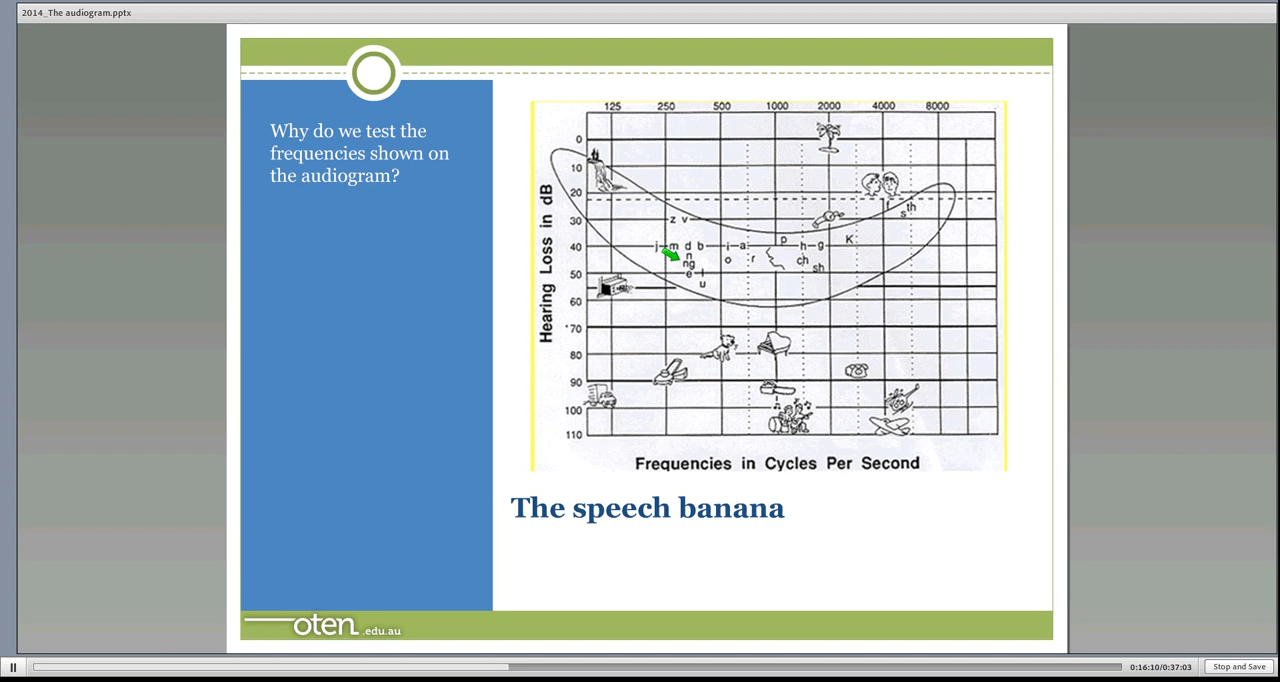 2014_The audiogram.pptx
Why do we test the
frequencies shown on
the audiogram?
125 250 500 1000 2000 4000 8000
0
10
20
30
40
50
60
70
80
90
100
110
Hearing Loss in dB
f th
s
z v
p K
j m d b i a h g
n
ng o r ch
sh
e l
u
Frequencies in Cycles Per Second
The speech banana
oten.edu.au
0:16:10/0:37:03
Stop and Save